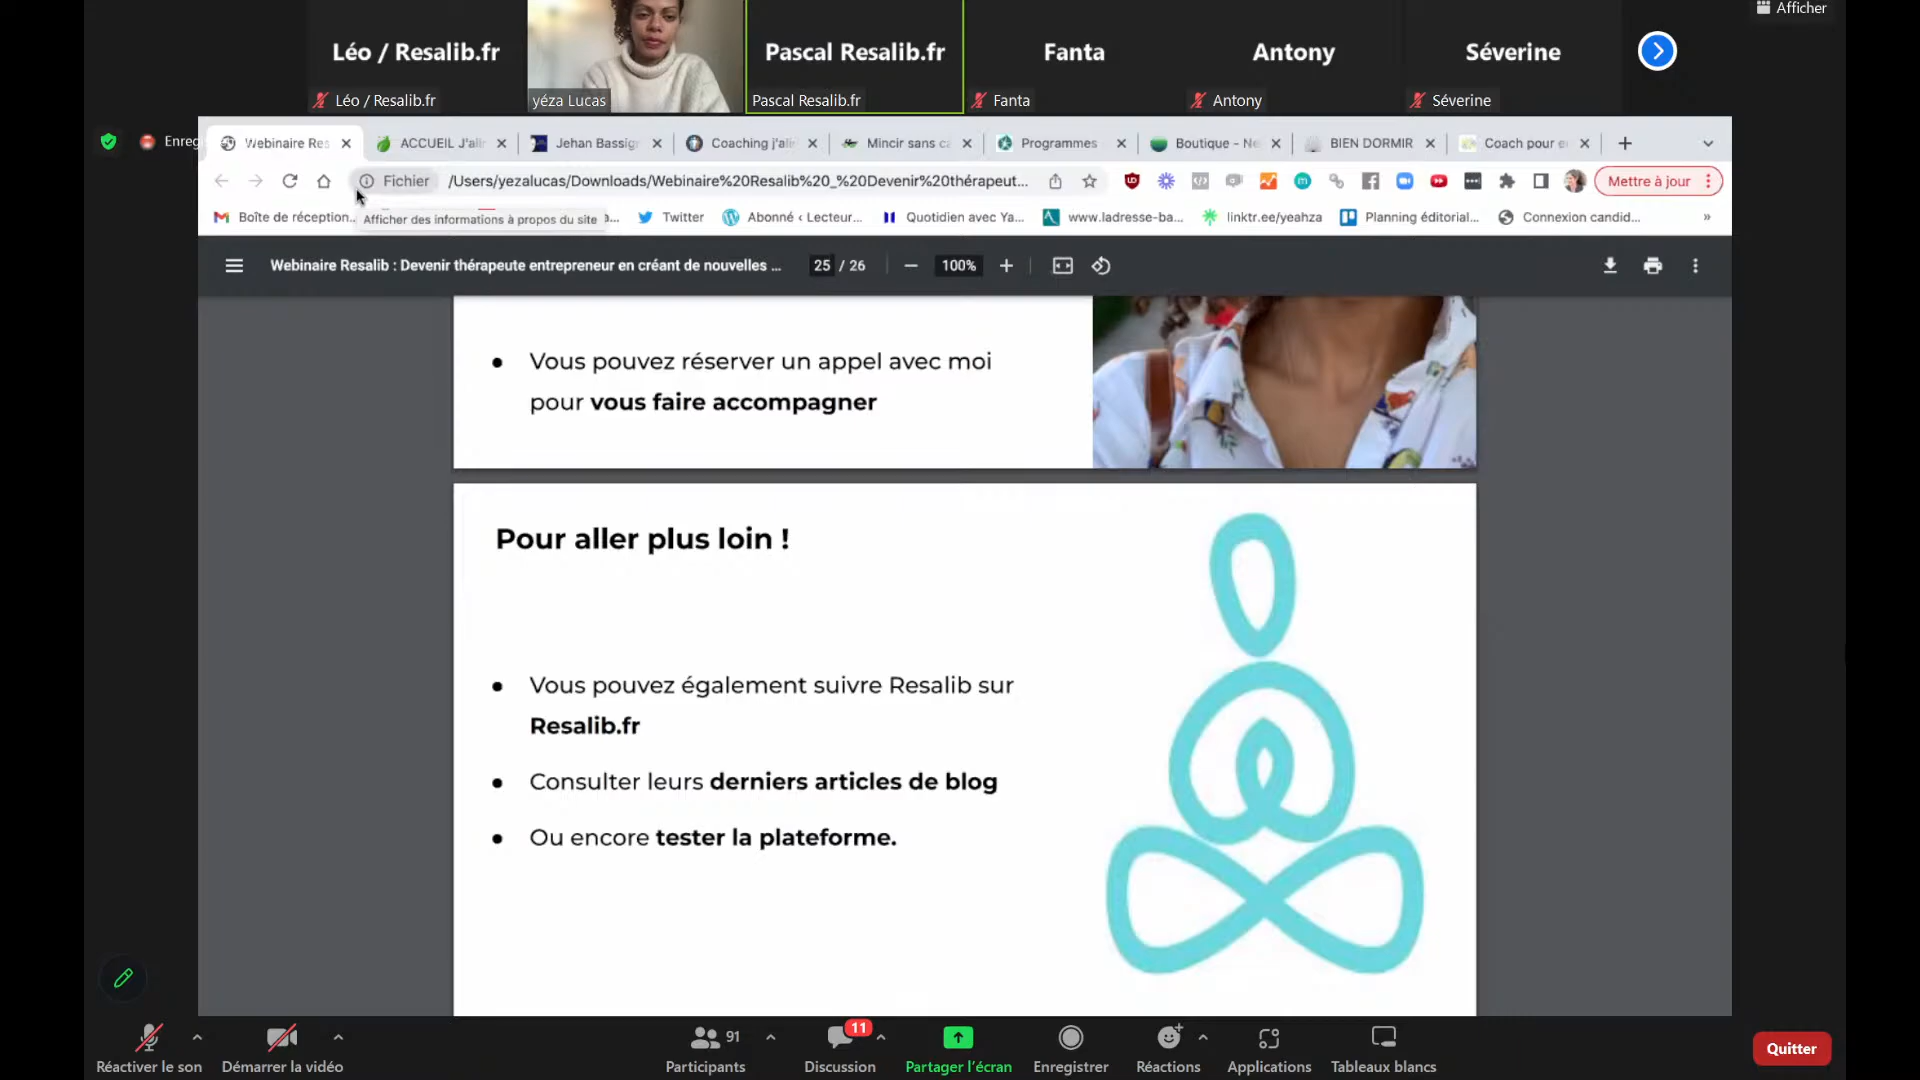 Afficher
Léo / Resalib.fr
Pascal Resalib.fr
Fanta
Antony
Séverine
Léo / Resalib.fr
yéza Lucas
Pascal Resalib.fr
Fanta
Antony
Séverine
Enreg
Webinaire Res
ACCUEIL J'alir
Jehan Bassign
Coaching j'alir
Mincir sans ca
Programmes
Boutique - Ne
BIEN DORMIR
Coach pour e
Fichier
/Users/yezalucas/Downloads/Webinaire%20Resalib%20_%20Devenir%20thérapeut...
Mettre à jour
Boîte de réception...
Afficher des informations à propos du site
a...
Twitter
Abonné ‹ Lecteur...
Quotidien avec Ya...
www.ladresse-ba...
linktr.ee/yeahza
Planning éditorial...
Connexion candid...
»
Webinaire Resalib : Devenir thérapeute entrepreneur en créant de nouvelles ...
25 / 26
100%
Vous pouvez réserver un appel avec moi
pour vous faire accompagner
Pour aller plus loin !
Vous pouvez également suivre Resalib sur
Resalib.fr
Consulter leurs derniers articles de blog
Ou encore tester la plateforme.
91
11
Réactiver le son
Démarrer la vidéo
Participants
Discussion
Partager l'écran
Enregistrer
Réactions
Applications
Tableaux blancs
Quitter